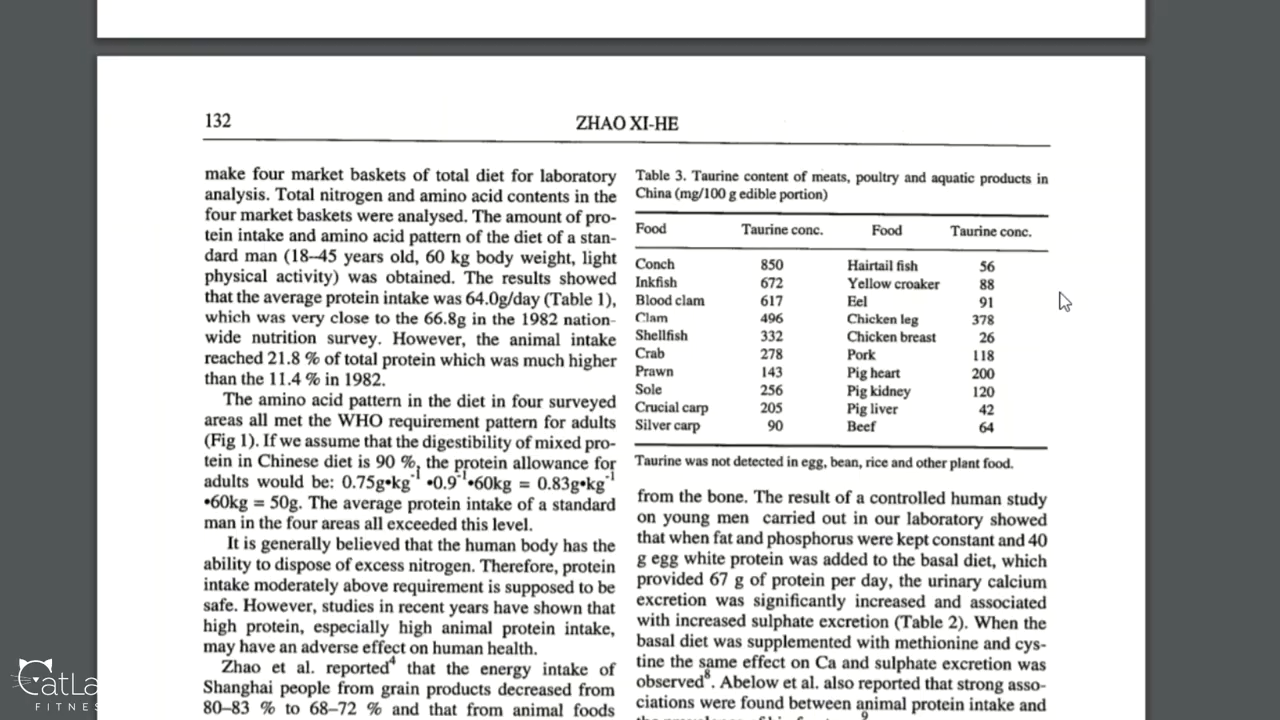 132
ZHAO XI-HE
make four market baskets of total diet for laboratory
analysis. Total nitrogen and amino acid contents in the
four market baskets were analysed. The amount of pro-
tein intake and amino acid pattern of the diet of a stan-
dard man (18–45 years old, 60 kg body weight, light
physical activity) was obtained. The results showed
that the average protein intake was 64.0g/day (Table 1),
which was very close to the 66.8g in the 1982 nation-
wide nutrition survey. However, the animal intake
reached 21.8 % of total protein which was much higher
than the 11.4 % in 1982.
The amino acid pattern in the diet in four surveyed
areas all met the WHO requirement pattern for adults
(Fig 1). If we assume that the digestibility of mixed pro-
tein in Chinese diet is 90 %, the protein allowance for
adults would be: 0.75g•kg⁻¹ •0.9⁻¹•60kg = 0.83g•kg⁻¹
•60kg = 50g. The average protein intake of a standard
man in the four areas all exceeded this level.
It is generally believed that the human body has the
ability to dispose of excess nitrogen. Therefore, protein
intake moderately above requirement is supposed to be
safe. However, studies in recent years have shown that
high protein, especially high animal protein intake,
may have an adverse effect on human health.
Zhao et al. reported⁴ that the energy intake of
Shanghai people from grain products decreased from
80–83 % to 68–72 % and that from animal foods
Table 3. Taurine content of meats, poultry and aquatic products in
China (mg/100 g edible portion)
Food Taurine conc. Food Taurine conc.
Conch 850 Hairtail fish 56
Inkfish 672 Yellow croaker 88
Blood clam 617 Eel 91
Clam 496 Chicken leg 378
Shellfish 332 Chicken breast 26
Crab 278 Pork 118
Prawn 143 Pig heart 200
Sole 256 Pig kidney 120
Crucial carp 205 Pig liver 42
Silver carp 90 Beef 64
Taurine was not detected in egg, bean, rice and other plant food.
from the bone. The result of a controlled human study
on young men carried out in our laboratory showed
that when fat and phosphorus were kept constant and 40
g egg white protein was added to the basal diet, which
provided 67 g of protein per day, the urinary calcium
excretion was significantly increased and associated
with increased sulphate excretion (Table 2). When the
basal diet was supplemented with methionine and cys-
tine the same effect on Ca and sulphate excretion was
observed⁸. Abelow et al. also reported that strong asso-
ciations were found between animal protein intake and
9
CatLa
FITNES